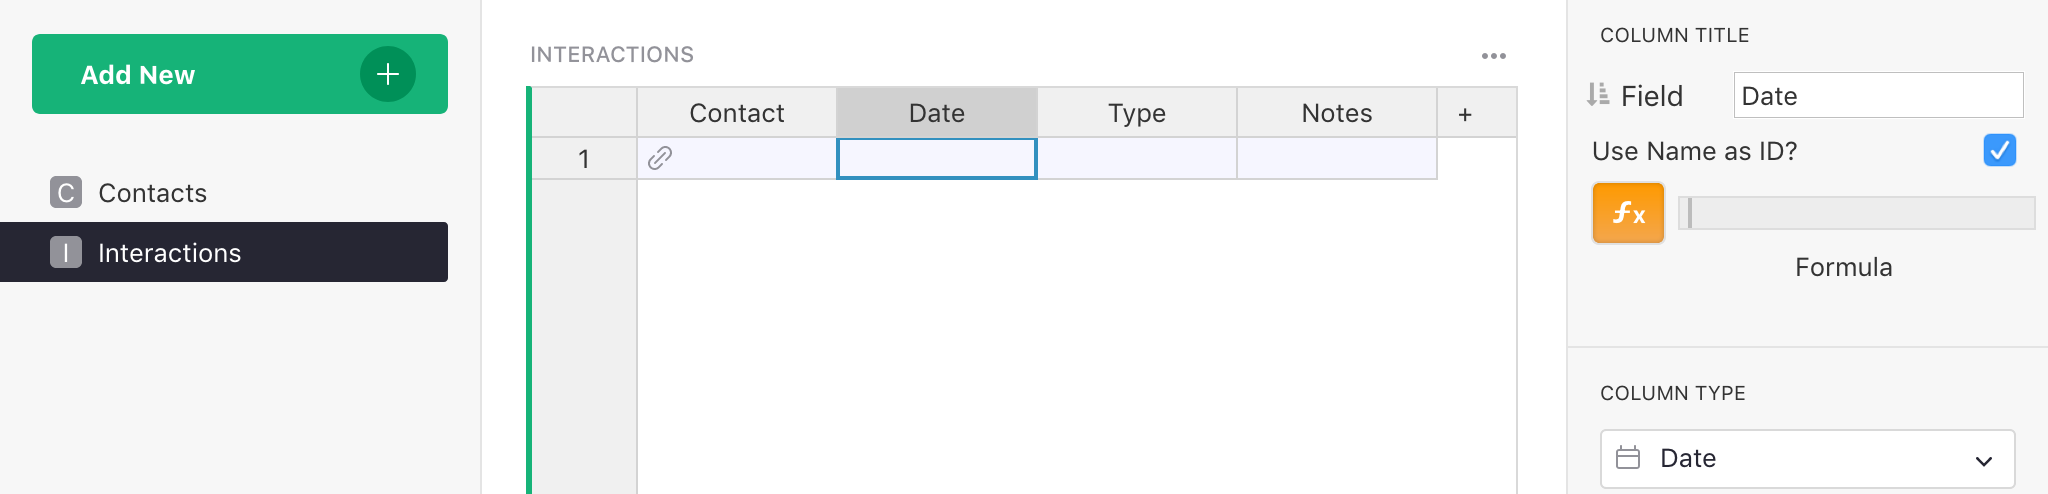 Add New
C Contacts
I Interactions
INTERACTIONS
Contact Date Type Notes +
1
COLUMN TITLE
Field Date
Use Name as ID?
fx
Formula
COLUMN TYPE
Date